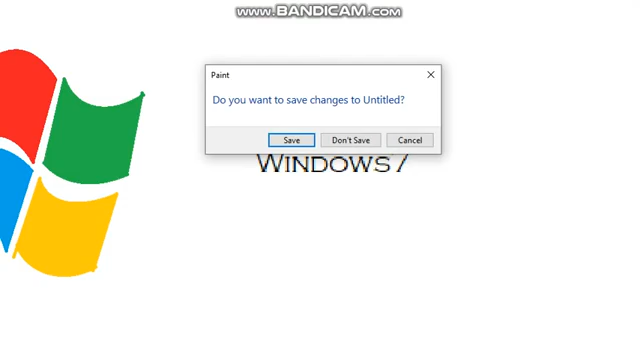 www.BANDICAM.com
Paint
Do you want to save changes to Untitled?
Save
Don't Save
Cancel
WINDOWS 7